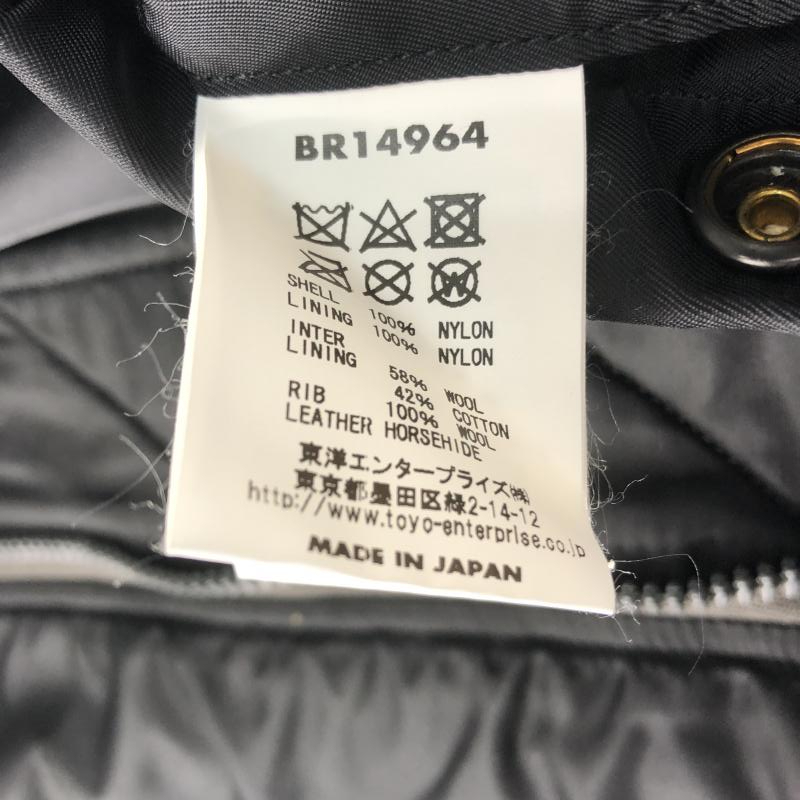 BR14964
W
SHELL 100% NYLON
LINING 100% NYLON
INTER
LINING 58% WOOL
42% COTTON
RIB 100% WOOL
LEATHER HORSEHIDE
東洋エンタープライズ㈱
東京都墨田区緑2-14-12
http://www.toyo-enterprise.co.jp
MADE IN JAPAN